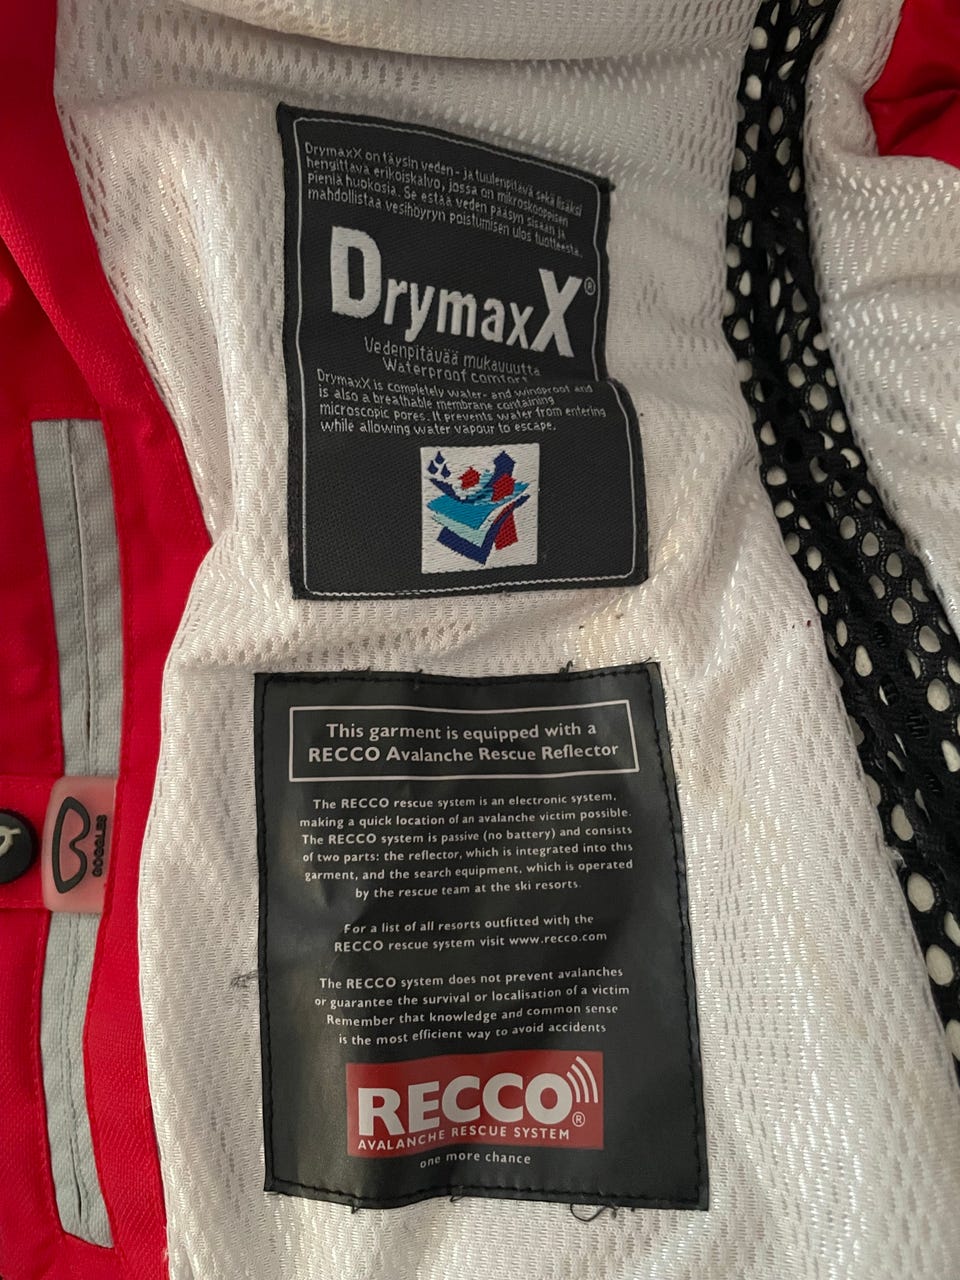 DrymaxX on täysin veden- ja tuulenpitävä sekä lisäksi
hengittävä erikoiskalvo, jossa on mikroskooppisen
pieniä huokosia. Se estää veden pääsyn sisään ja
mahdollistaa vesihöyryn poistumisen ulos tuotteesta.
DrymaxX®
Vedenpitävää mukavuutta
Waterproof comfort
DrymaxX is completely water- and windproof and
is also a breathable membrane containing
microscopic pores. It prevents water from entering
while allowing water vapour to escape.
This garment is equipped with a
RECCO Avalanche Rescue Reflector
The RECCO rescue system is an electronic system,
making a quick location of an avalanche victim possible.
The RECCO system is passive (no battery) and consists
of two parts: the reflector, which is integrated into this
garment, and the search equipment, which is operated
by the rescue team at the ski resorts.
For a list of all resorts outfitted with the
RECCO rescue system visit www.recco.com
The RECCO system does not prevent avalanches
or guarantee the survival or localisation of a victim
Remember that knowledge and common sense
is the most efficient way to avoid accidents
RECCO®
AVALANCHE RESCUE SYSTEM
one more chance
GOGGLES